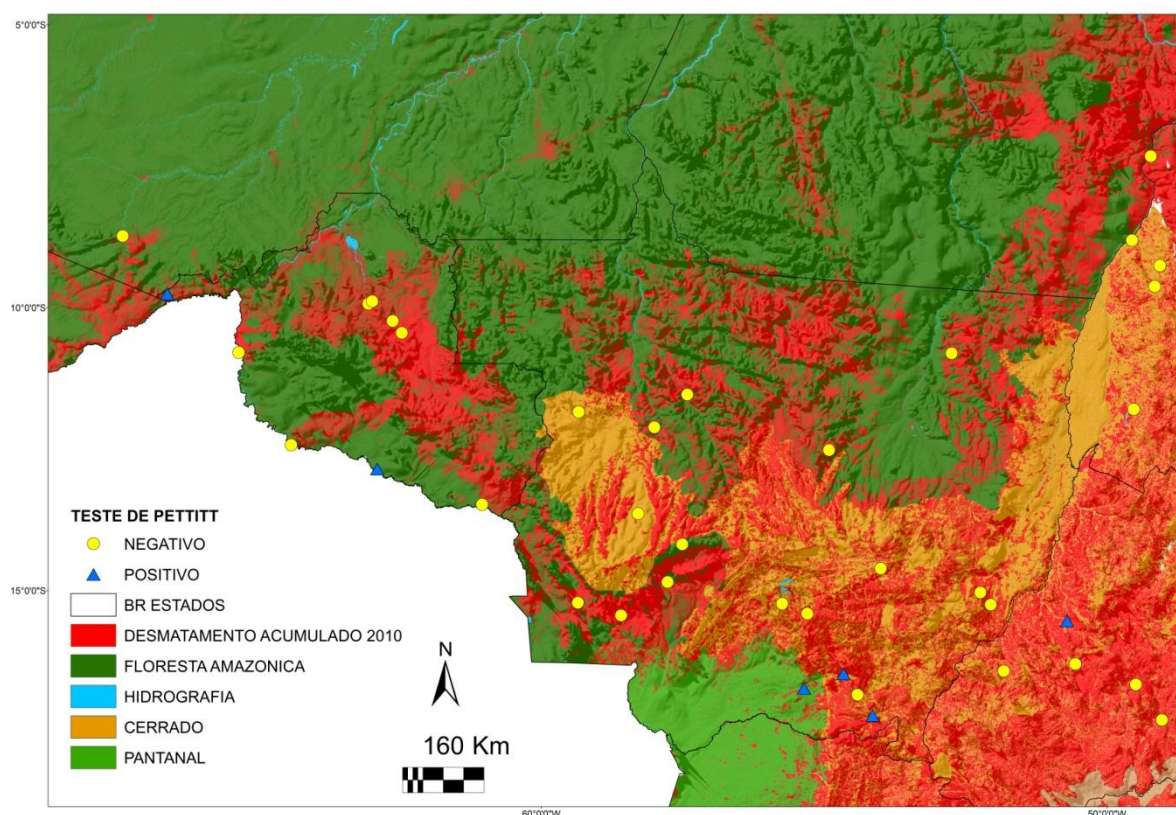 5°0'0"S
10°0'0"S
15°0'0"S
TESTE DE PETTITT
NEGATIVO
POSITIVO
BR ESTADOS
DESMATAMENTO ACUMULADO 2010
FLORESTA AMAZONICA
HIDROGRAFIA
CERRADO
PANTANAL
N
160 Km
60°0'0"W
50°0'0"W